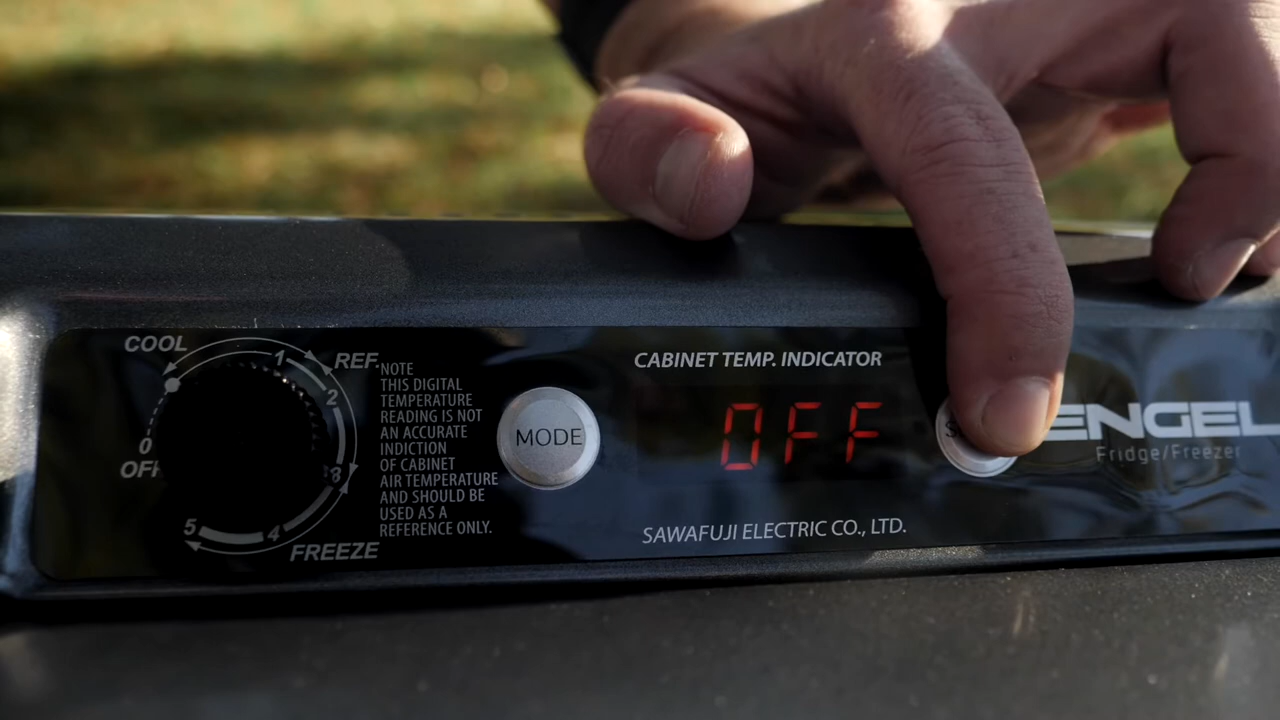 COOL
1
REF.
2
3
4
5
FREEZE
0
OFF
NOTE
THIS DIGITAL
TEMPERATURE
READING IS NOT
AN ACCURATE
INDICTION
OF CABINET
AIR TEMPERATURE
AND SHOULD BE
USED AS A
REFERENCE ONLY.
MODE
CABINET TEMP. INDICATOR
OFF
SAWAFUJI ELECTRIC CO., LTD.
ENGEL
Fridge/Freezer